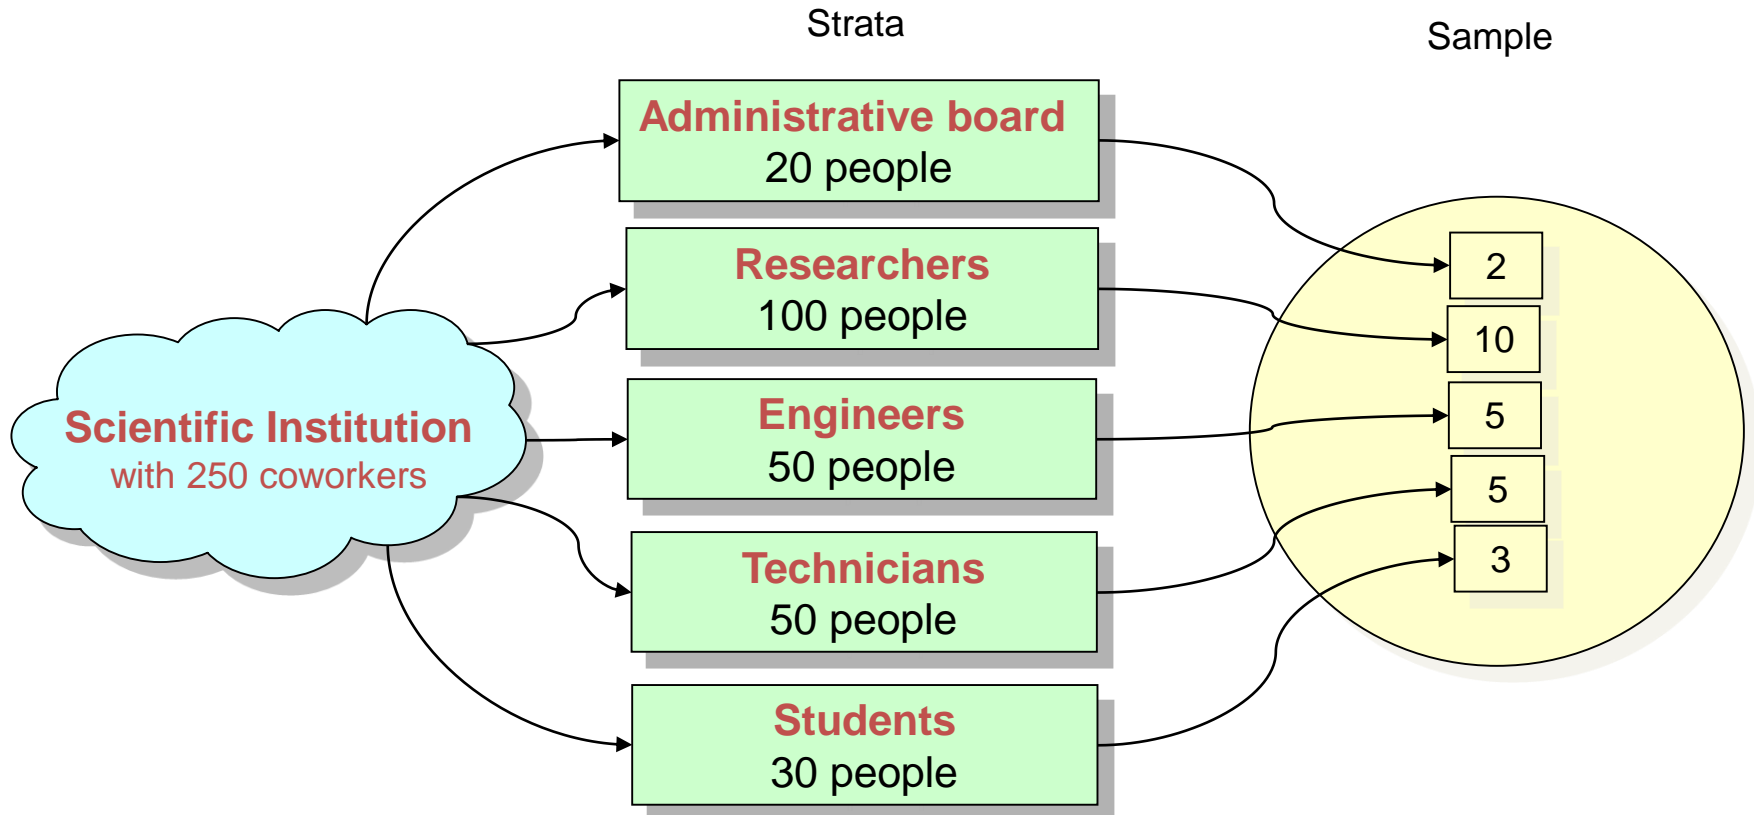 Strata
Sample
Administrative board
20 people
2
Researchers
100 people
10
Scientific Institution
with 250 coworkers
Engineers
50 people
5
Technicians
50 people
5
Students
30 people
3